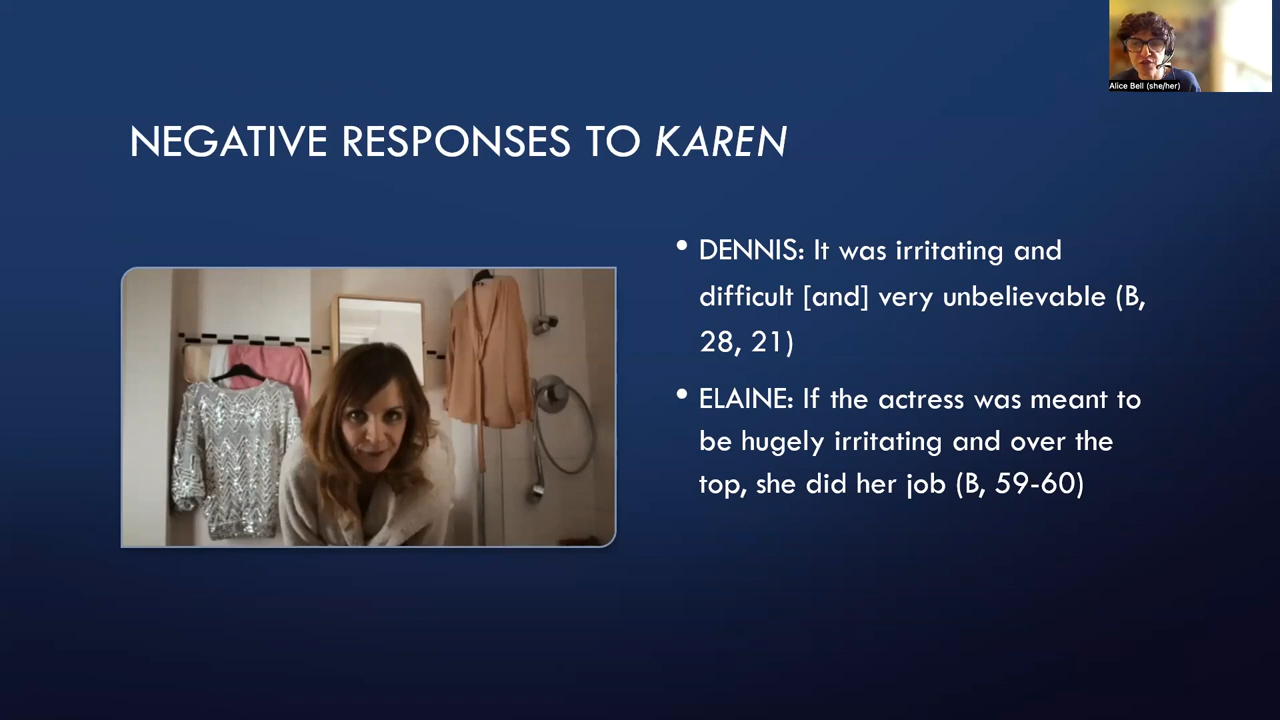 Alice Bell (she/her)
NEGATIVE RESPONSES TO KAREN
• DENNIS: It was irritating and
difficult [and] very unbelievable (B,
28, 21)
• ELAINE: If the actress was meant to
be hugely irritating and over the
top, she did her job (B, 59-60)